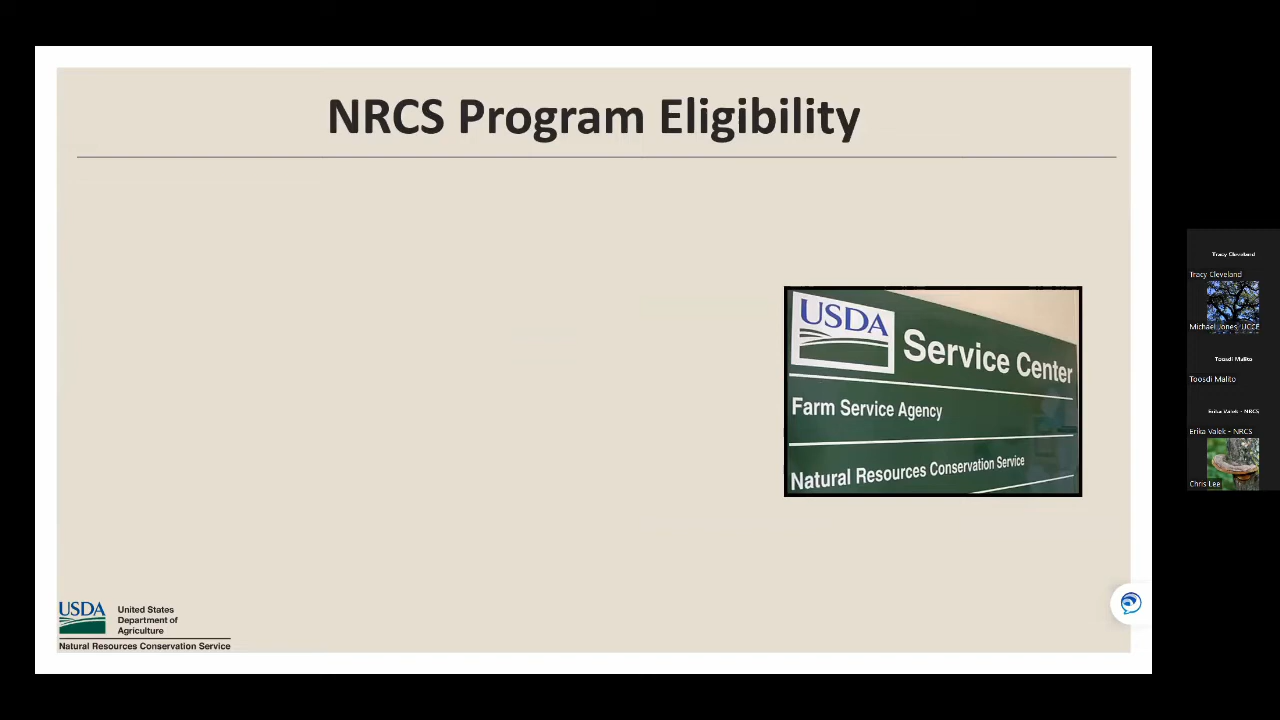 NRCS Program Eligibility
USDA
Service Center
Farm Service Agency
Natural Resources Conservation Service
USDA
United States
Department of
Agriculture
Natural Resources Conservation Service
Tracy Cleveland
Tracy Cleveland
Michael Jones, UCCE
Toosdi Malito
Toosdi Malito
Erika Valek - NRCS
Erika Valek - NRCS
Chris Lee